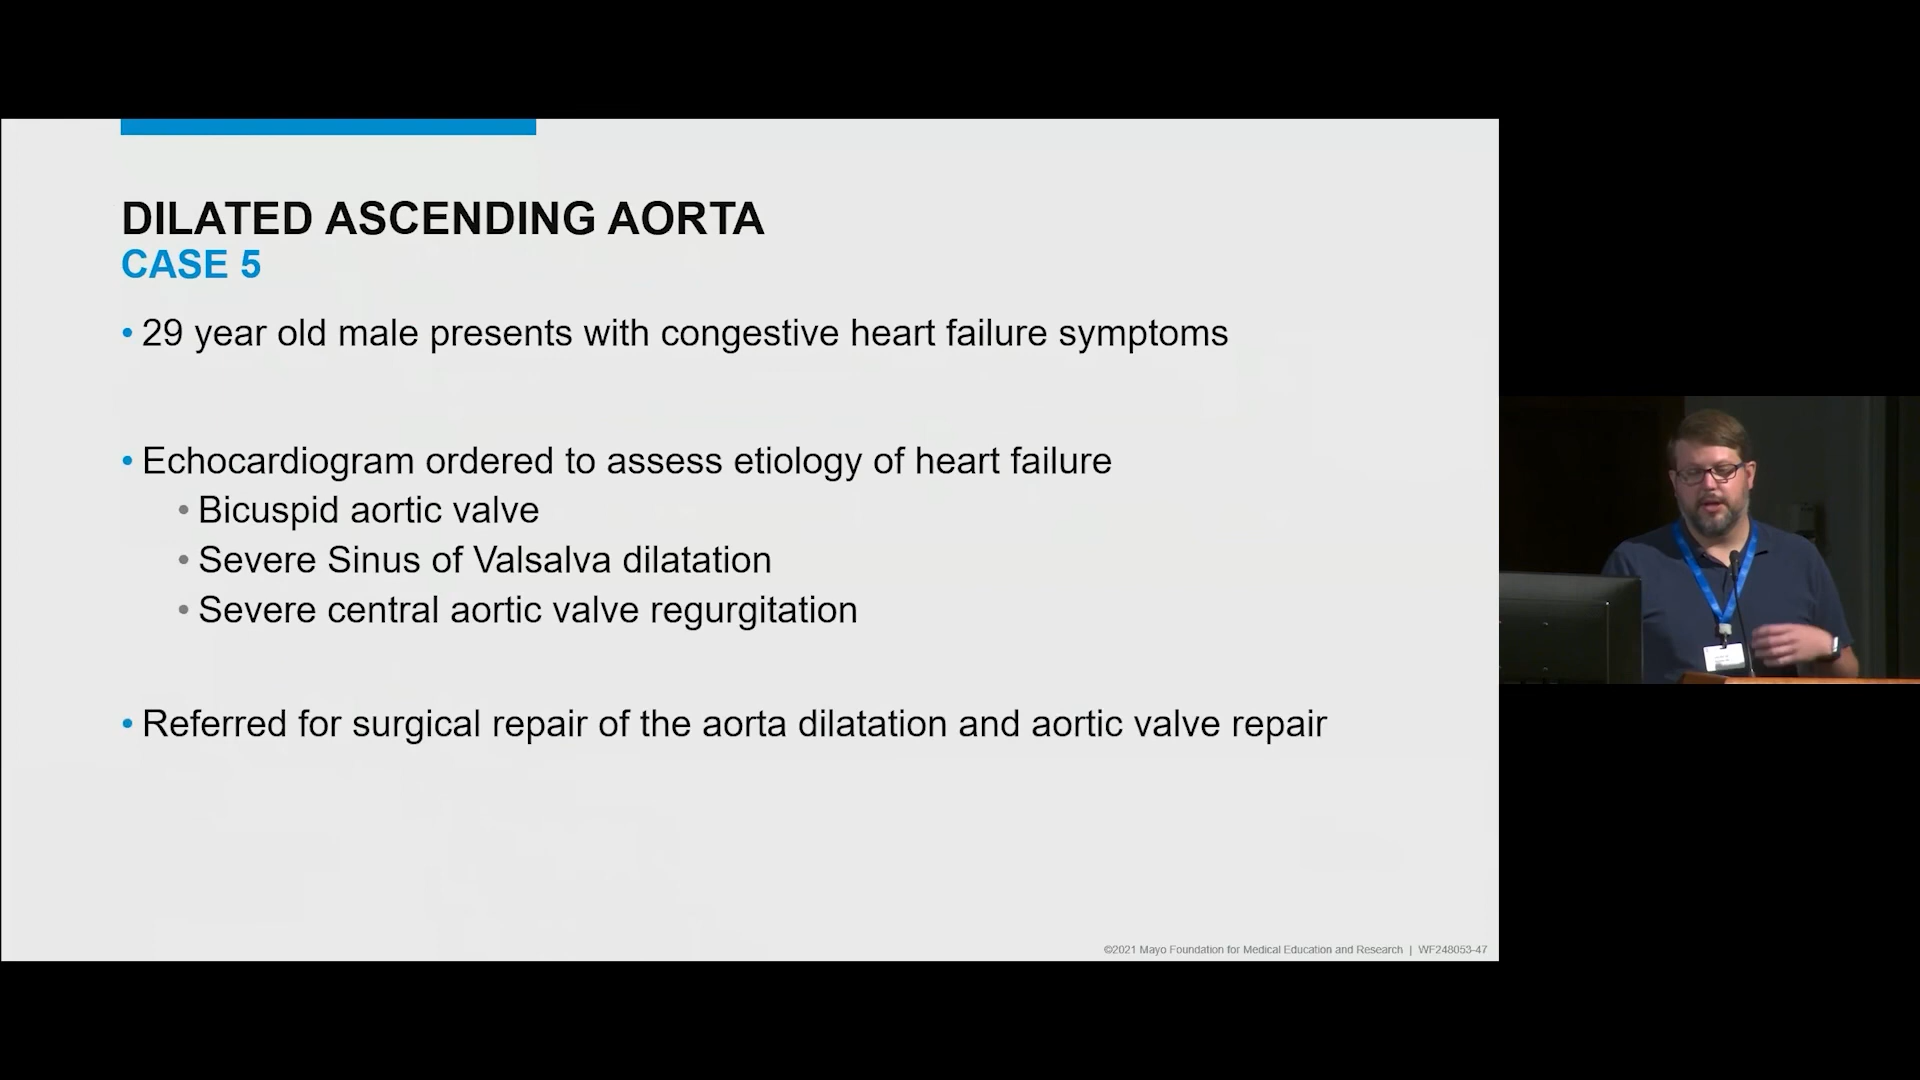 DILATED ASCENDING AORTA
CASE 5
• 29 year old male presents with congestive heart failure symptoms
• Echocardiogram ordered to assess etiology of heart failure
• Bicuspid aortic valve
• Severe Sinus of Valsalva dilatation
• Severe central aortic valve regurgitation
• Referred for surgical repair of the aorta dilatation and aortic valve repair
©2021 Mayo Foundation for Medical Education and Research | WF248053-47